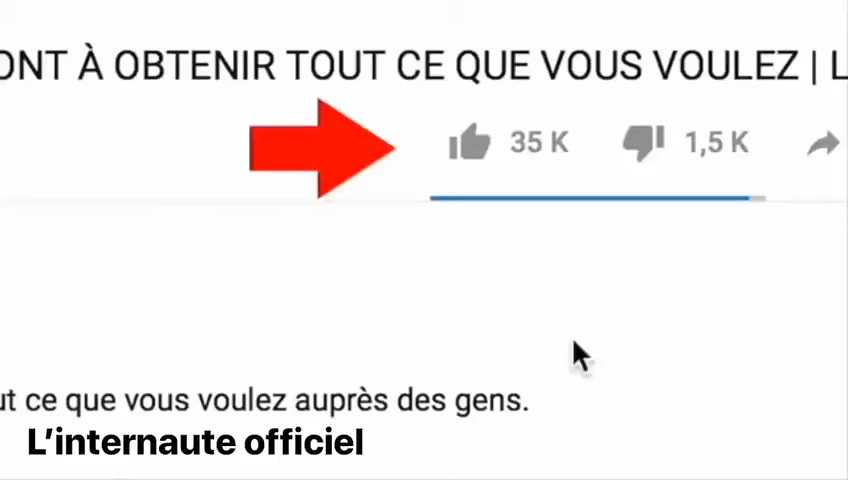 ONT À OBTENIR TOUT CE QUE VOUS VOULEZ | L
35 K 1,5 K
ut ce que vous voulez auprès des gens.
L’internaute officiel